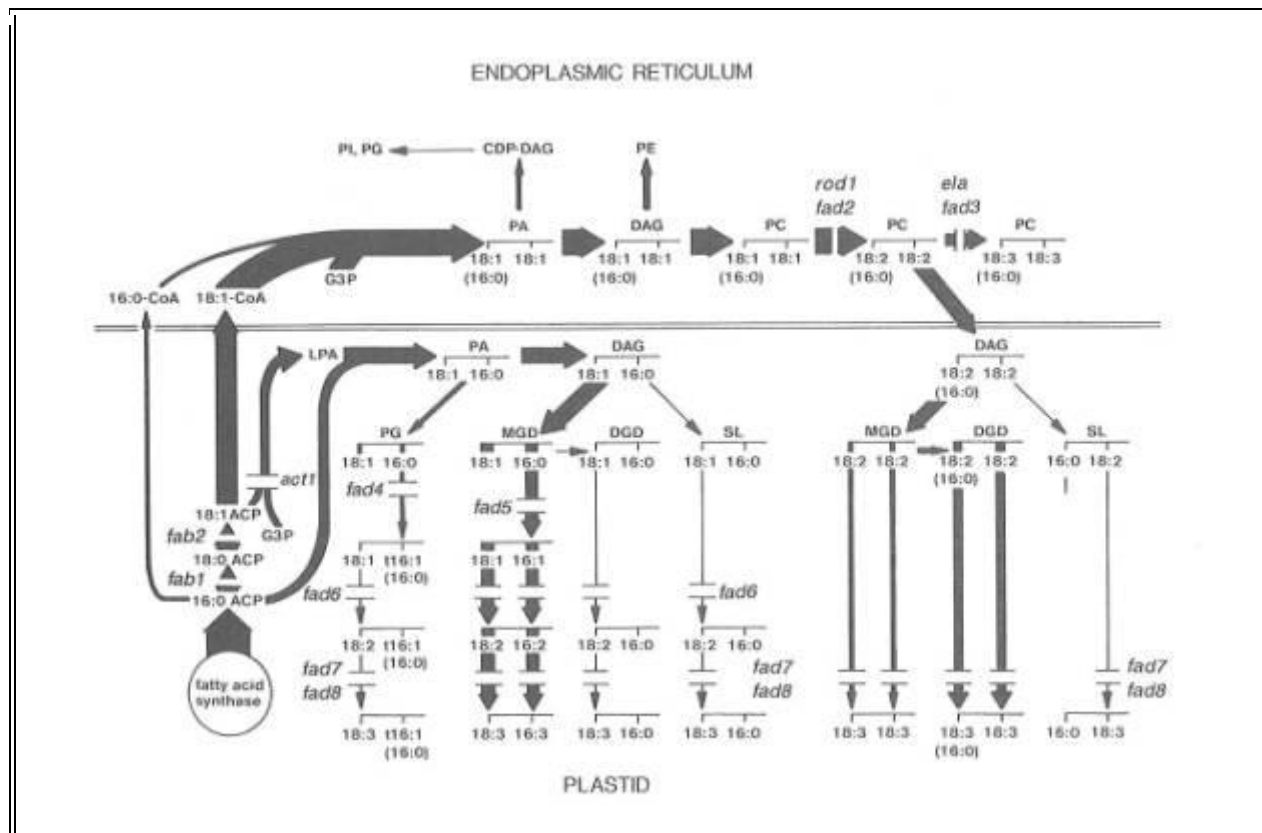 ENDOPLASMIC RETICULUM
PI, PG CDP-DAG PE
rod1 ela
fad2 fad3
PA DAG PC PC PC
18:1 18:1 18:1 18:1 18:1 18:1 18:2 18:2 18:3 18:3
(16:0) (16:0) (16:0) (16:0) (16:0)
G3P
16:0-CoA 18:1-CoA
LPA PA DAG DAG
18:1 16:0 18:1 16:0 18:2 18:2
(16:0)
PG MGD DGD SL MGD DGD SL
18:1 16:0 18:1 16:0 18:1 16:0 18:1 16:0 18:2 18:2 18:2 18:2 16:0 18:2
(16:0)
act1 fad4 fad5
18:1 ACP
fab2 G3P
18:0 ACP
18:1 t16:1 18:1 16:1
(16:0)
fab1
16:0 ACP
fad6 fad6
18:2 t16:1 18:2 16:2 18:2 16:0 18:2 16:0
(16:0)
fad7 fad7 fad7
fad8 fad8 fad8
fatty acid
synthase
18:3 t16:1 18:3 16:3 18:3 16:0 18:3 16:0 18:3 18:3 18:3 18:3 16:0 18:3
(16:0) (16:0)
PLASTID